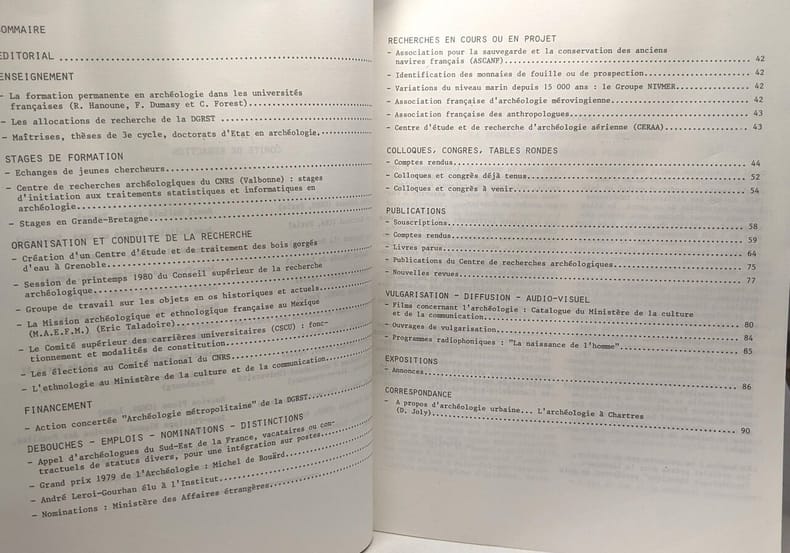 OMMAIRE
EDITORIAL ........................................
ENSEIGNEMENT
- La formation permanente en archéologie dans les universités
françaises (R. Hanoune, F. Dumasy et C. Forest)....................
- Les allocations de recherche de la DGRST ....................
- Maîtrises, thèses de 3e cycle, doctorats d'Etat en archéologie..........
STAGES DE FORMATION
- Echanges de jeunes chercheurs..............................
- Centre de recherches archéologiques du CNRS (Valbonne) : stages
d'initiation aux traitements statistiques et informatiques en
archéologie........................................
- Stages en Grande-Bretagne..............................
ORGANISATION ET CONDUITE DE LA RECHERCHE
- Création d'un Centre d'étude et de traitement des bois gorgés
d'eau à Grenoble........................................
- Session de printemps 1980 du Conseil supérieur de la recherche
archéologique........................................
- Groupe de travail sur les objets en os historiques et actuels..........
- La Mission archéologique et ethnologique française au Mexique
(M.A.E.F.M.) (Eric Taladoire)..............................
- Le Comité supérieur des carrières universitaires (CSCU) : fonc-
tionnement et modalités de constitution....................
- Les élections au Comité national du CNRS....................
- L'ethnologie au Ministère de la culture et de la communication..........
FINANCEMENT
- Action concertée "Archéologie métropolitaine" de la DGRST..........
DEBOUCHES - EMPLOIS - NOMINATIONS - DISTINCTIONS
- Appel d'archéologues du Sud-Est de la France, vacataires ou con-
tractuels de statuts divers, pour une intégration sur postes..........
- Grand prix 1979 de l'Archéologie : Michel de Bouärd....................
- André Leroi-Gourhan élu à l'Institut....................
- Nominations : Ministère des Affaires étrangères....................
RECHERCHES EN COURS OU EN PROJET
- Association pour la sauvegarde et la conservation des anciens
navires français (ASCANF)........................................ 42
- Identification des monnaies de fouille ou de prospection.................... 42
- Variations du niveau marin depuis 15 000 ans : le Groupe NIVMER.......... 42
- Association française d'archéologie mérovingienne.................... 42
- Association française des anthropologues.............................. 43
- Centre d'étude et de recherche d'archéologie aérienne (CERAA).......... 43
COLLOQUES, CONGRES, TABLES RONDES
- Comptes rendus........................................ 44
- Colloques et congrès déjà tenus.............................. 52
- Colloques et congrès à venir.............................. 54
PUBLICATIONS
- Souscriptions........................................ 58
- Comptes rendus........................................ 59
- Livres parus........................................ 64
- Publications du Centre de recherches archéologiques.................... 75
- Nouvelles revues........................................ 77
VULGARISATION - DIFFUSION - AUDIO-VISUEL
- Films concernant l'archéologie : Catalogue du Ministère de la culture
et de la communication........................................ 80
- Ouvrages de vulgarisation.............................. 84
- Programmes radiophoniques : "La naissance de l'homme".................... 85
EXPOSITIONS
- Annonces........................................ 86
CORRESPONDANCE
- A propos d'archéologie urbaine... L'archéologie à Chartres
(D. Joly)........................................ 90